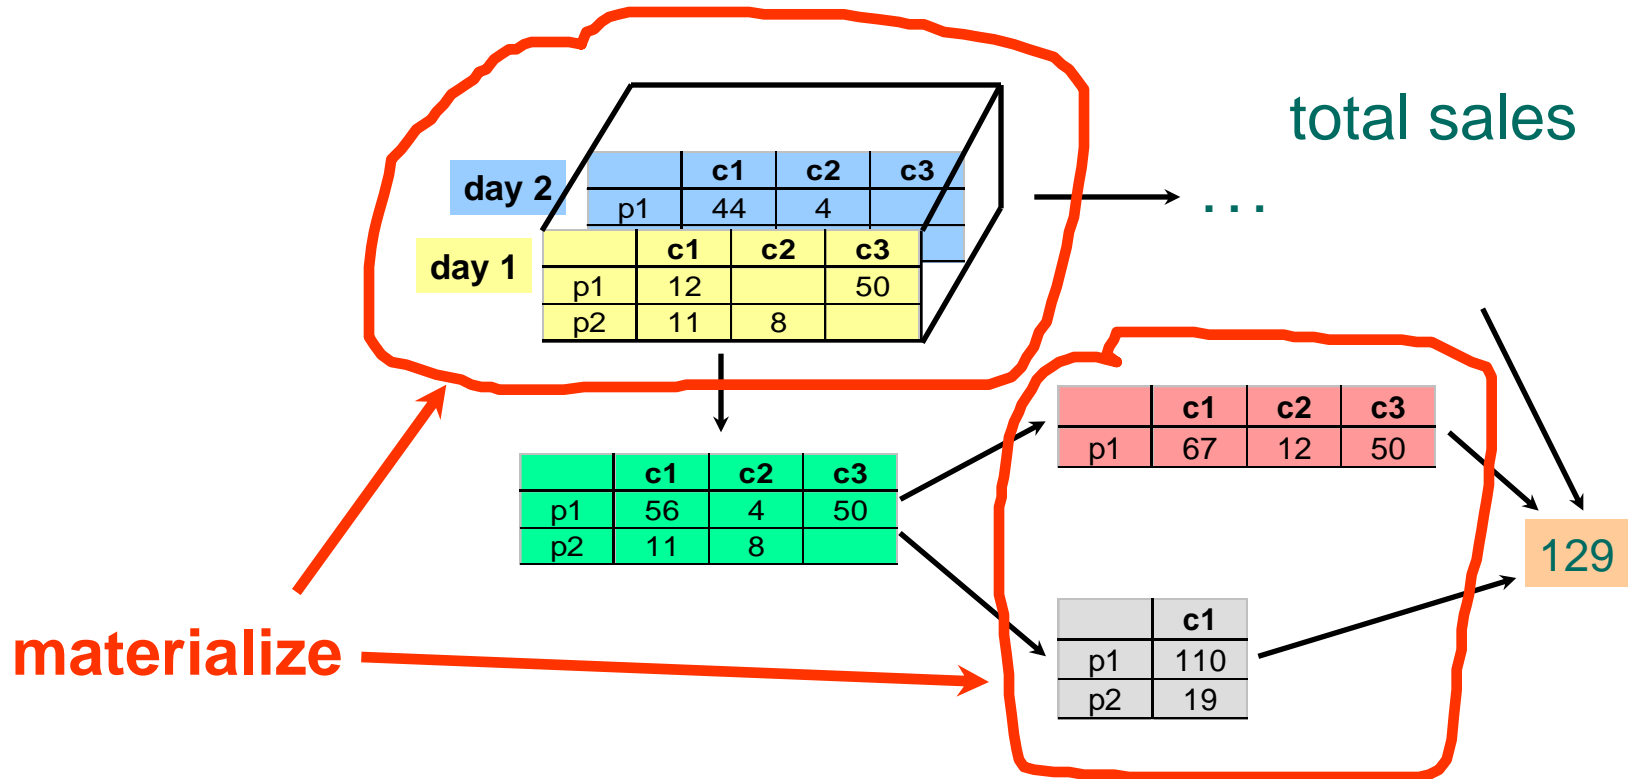 total sales
day 2
c1 c2 c3
p1 44 4
day 1
c1 c2 c3
p1 12 50
p2 11 8
. . .
c1 c2 c3
p1 67 12 50
c1 c2 c3
p1 56 4 50
p2 11 8
129
c1
p1 110
p2 19
materialize